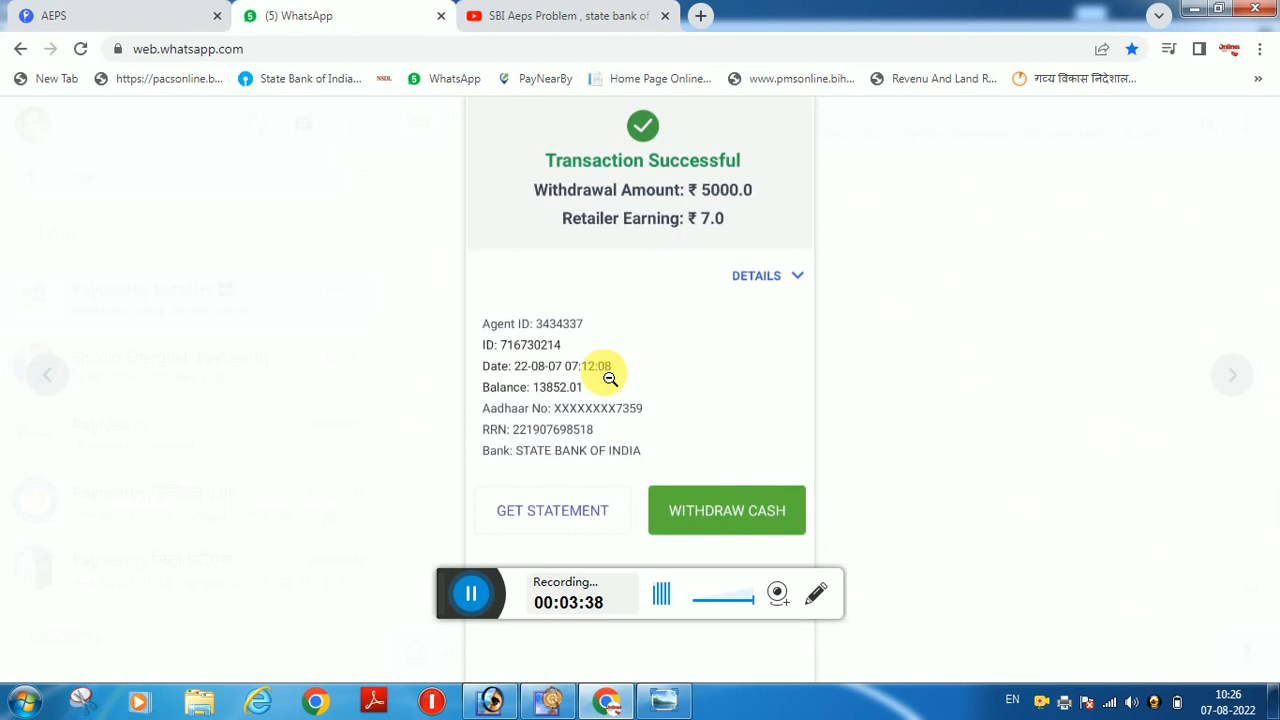 AEPS
(5) WhatsApp
SBI Aeps Problem , state bank of
web.whatsapp.com
New Tab
https://pacsonline.b...
State Bank of India...
NSDL
WhatsApp
PayNearBy
Home Page Online...
www.pmsonline.bih...
Revenu And Land R...
गव्य विकास निदेशाल...
»
Transaction Successful
Withdrawal Amount: ₹ 5000.0
Retailer Earning: ₹ 7.0
DETAILS
Agent ID: 3434337
ID: 716730214
Date: 22-08-07 07:12:08
Balance: 13852.01
Aadhaar No: XXXXXXXX7359
RRN: 221907698518
Bank: STATE BANK OF INDIA
GET STATEMENT
WITHDRAW CASH
Recording...
00:03:38
EN
10:26
07-08-2022